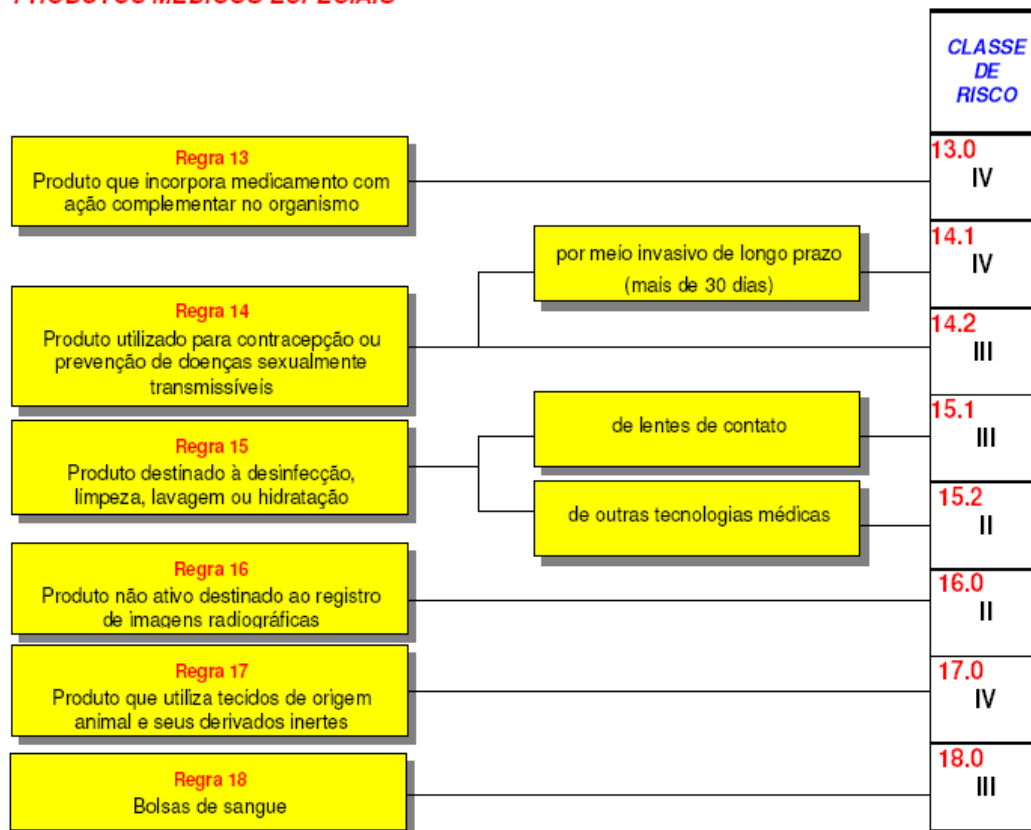 PRODUTOS MÉDICOS ESPECIAIS
CLASSE
DE
RISCO
Regra 13
Produto que incorpora medicamento com
ação complementar no organismo
13.0
IV
por meio invasivo de longo prazo
(mais de 30 dias)
14.1
IV
Regra 14
Produto utilizado para contracepção ou
prevenção de doenças sexualmente
transmissíveis
14.2
III
Regra 15
Produto destinado à desinfecção,
limpeza, lavagem ou hidratação
de lentes de contato
15.1
III
de outras tecnologias médicas
15.2
II
Regra 16
Produto não ativo destinado ao registro
de imagens radiográficas
16.0
II
Regra 17
Produto que utiliza tecidos de origem
animal e seus derivados inertes
17.0
IV
Regra 18
Bolsas de sangue
18.0
III